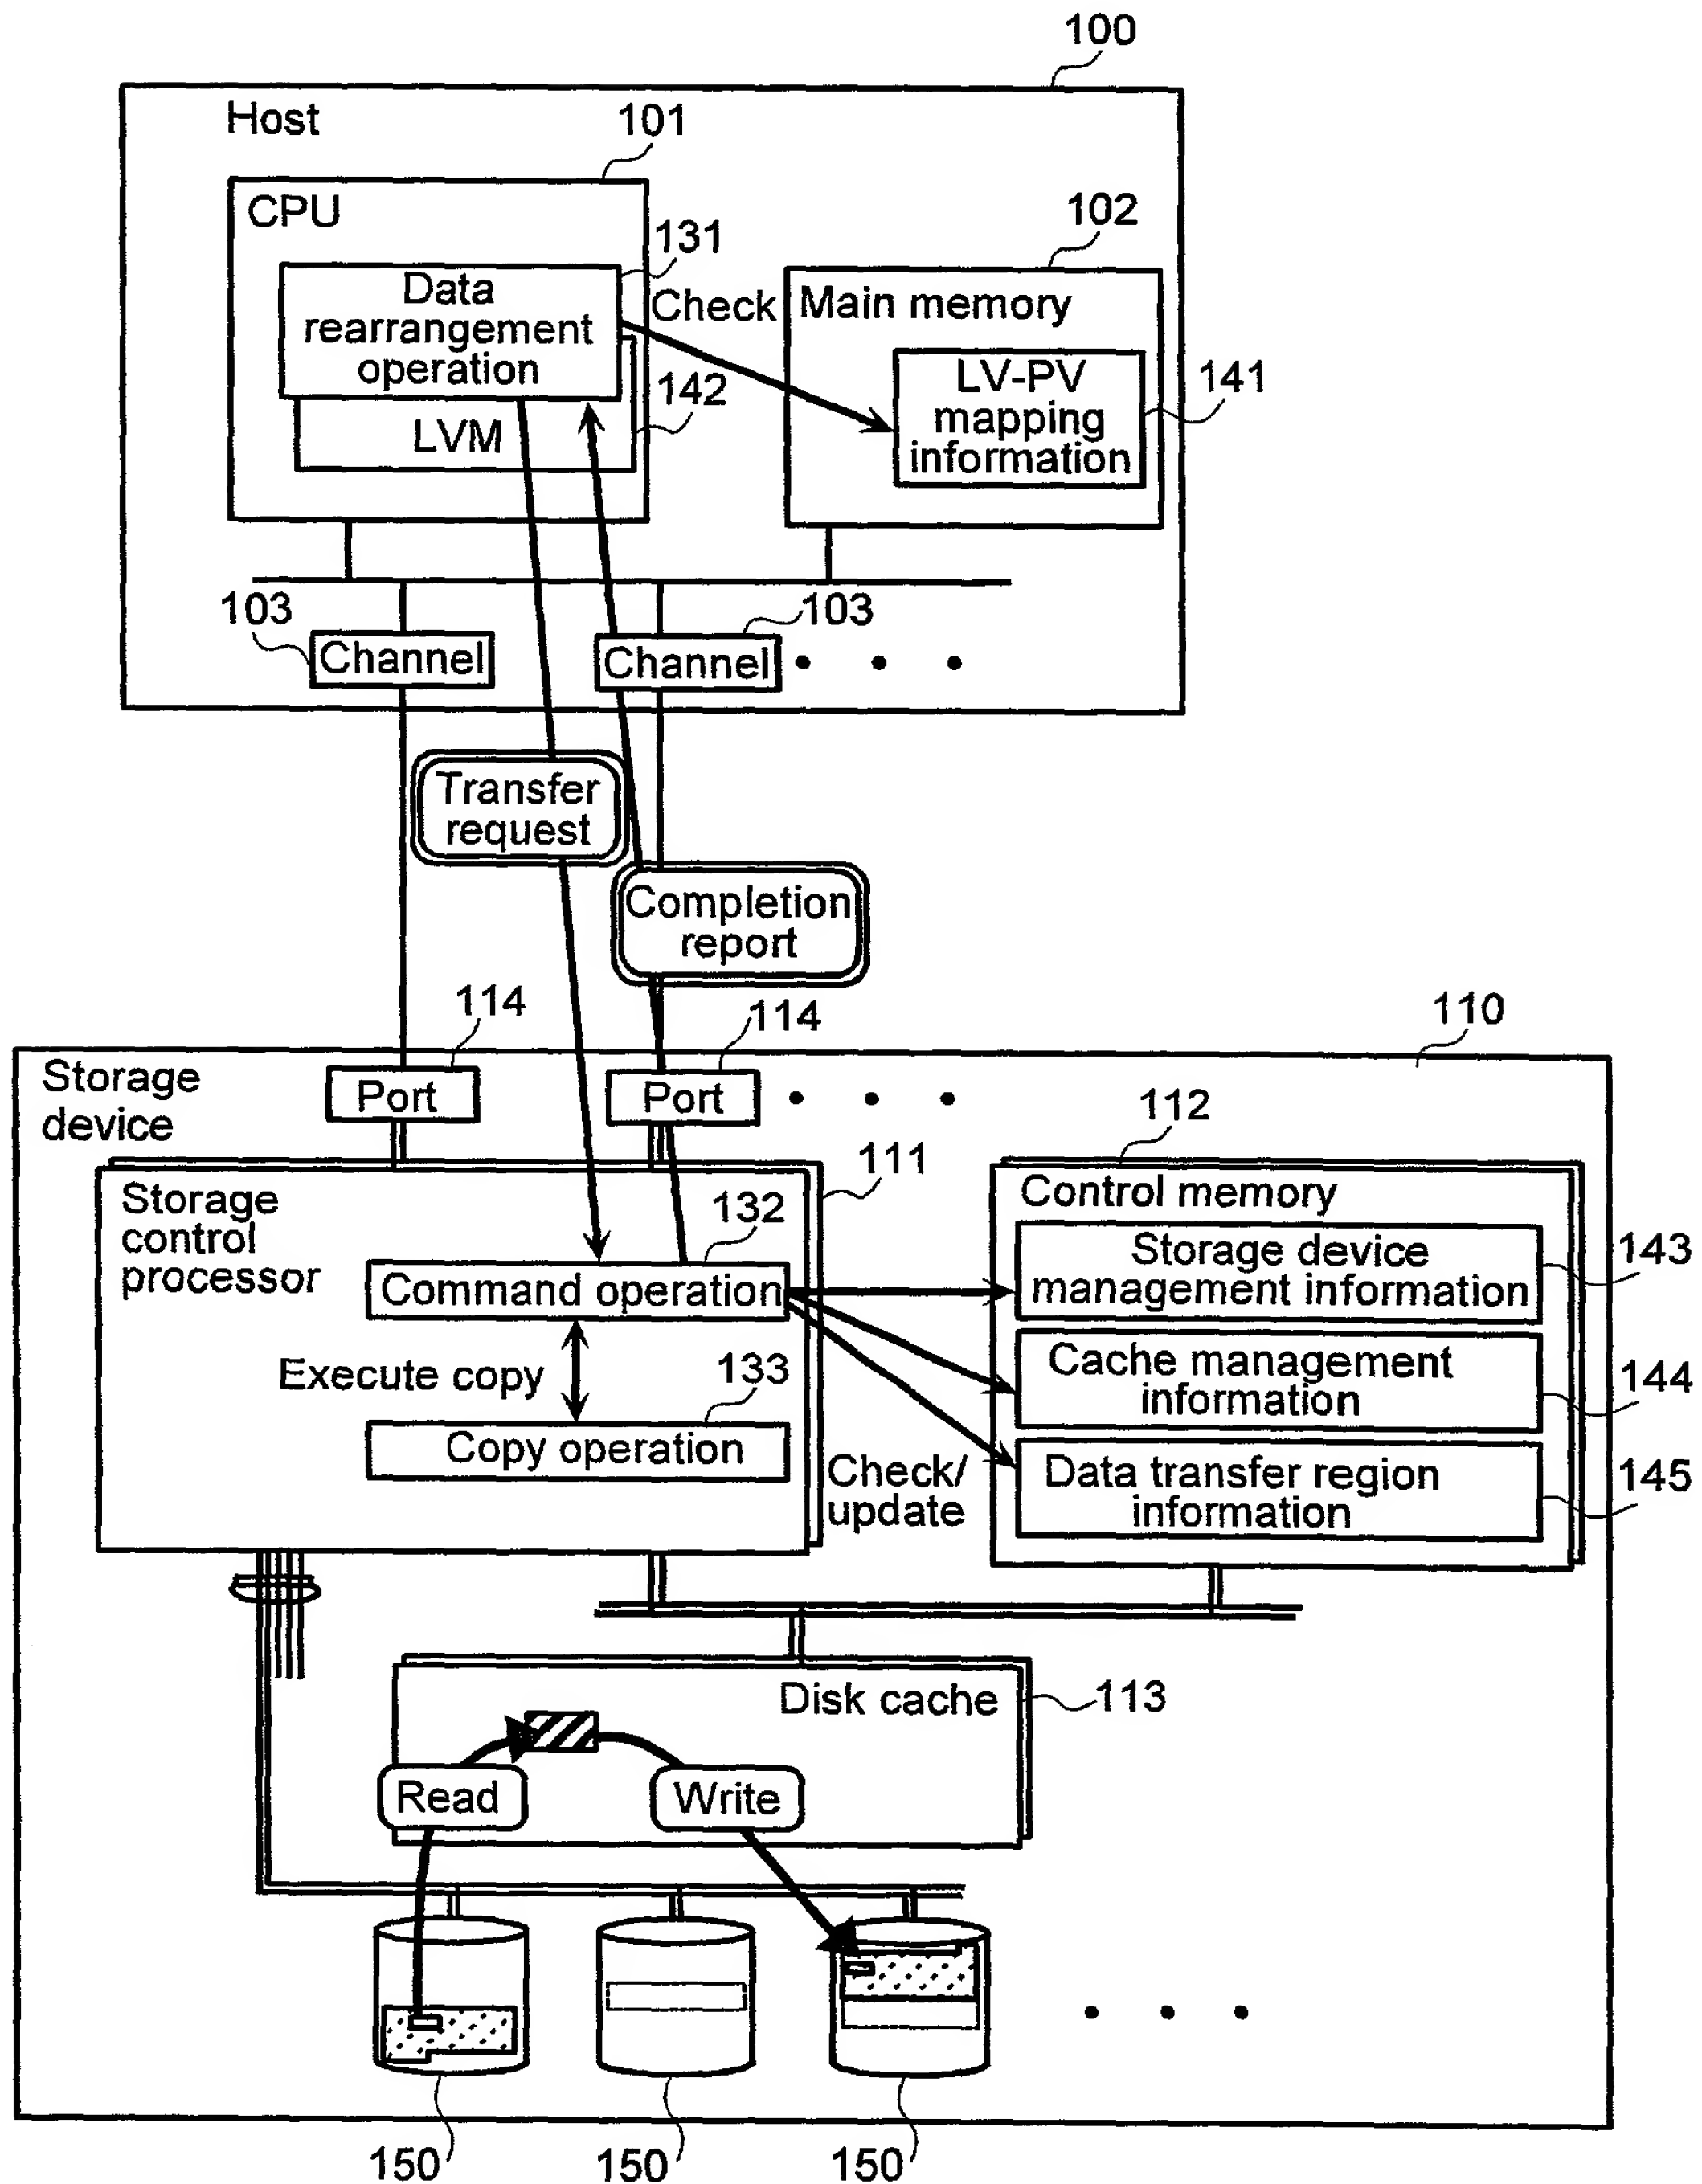 100
Host
101
CPU
102
131
Data
rearrangement
operation
Check
Main memory
LV-PV
mapping
information
141
142
LVM
103
103
Channel
Channel
Transfer
request
Completion
report
114
114
110
Storage
device
Port
Port
112
111
Storage
control
processor
132
Control memory
Command operation
Storage device
management information
143
Execute copy
133
Cache management
information
144
Copy operation
Check/
update
Data transfer region
information
145
Disk cache
113
Read
Write
150
150
150